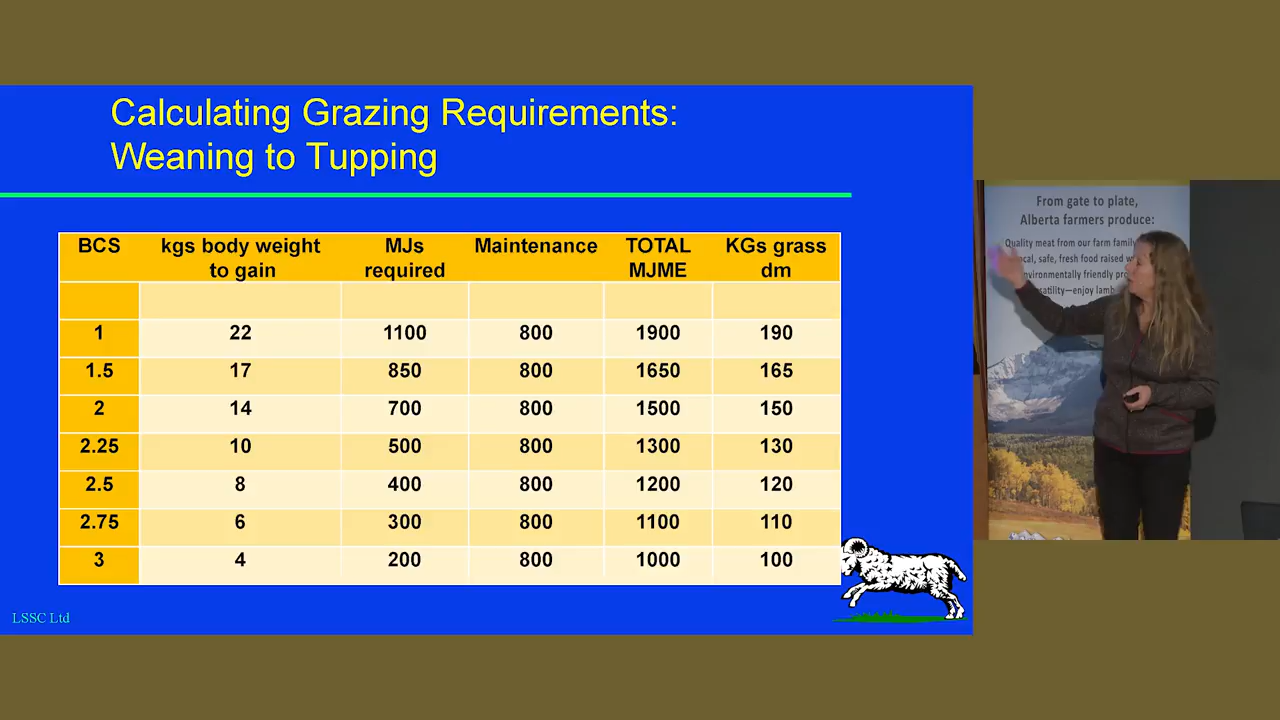 Calculating Grazing Requirements:
Weaning to Tupping
BCS kgs body weight to gain MJs required Maintenance TOTAL MJME KGs grass dm
1 22 1100 800 1900 190
1.5 17 850 800 1650 165
2 14 700 800 1500 150
2.25 10 500 800 1300 130
2.5 8 400 800 1200 120
2.75 6 300 800 1100 110
3 4 200 800 1000 100
LSSC Ltd
From gate to plate,
Alberta farmers produce:
Quality meat from our farm
safe, fresh food raised
friendly
enjoy lamb